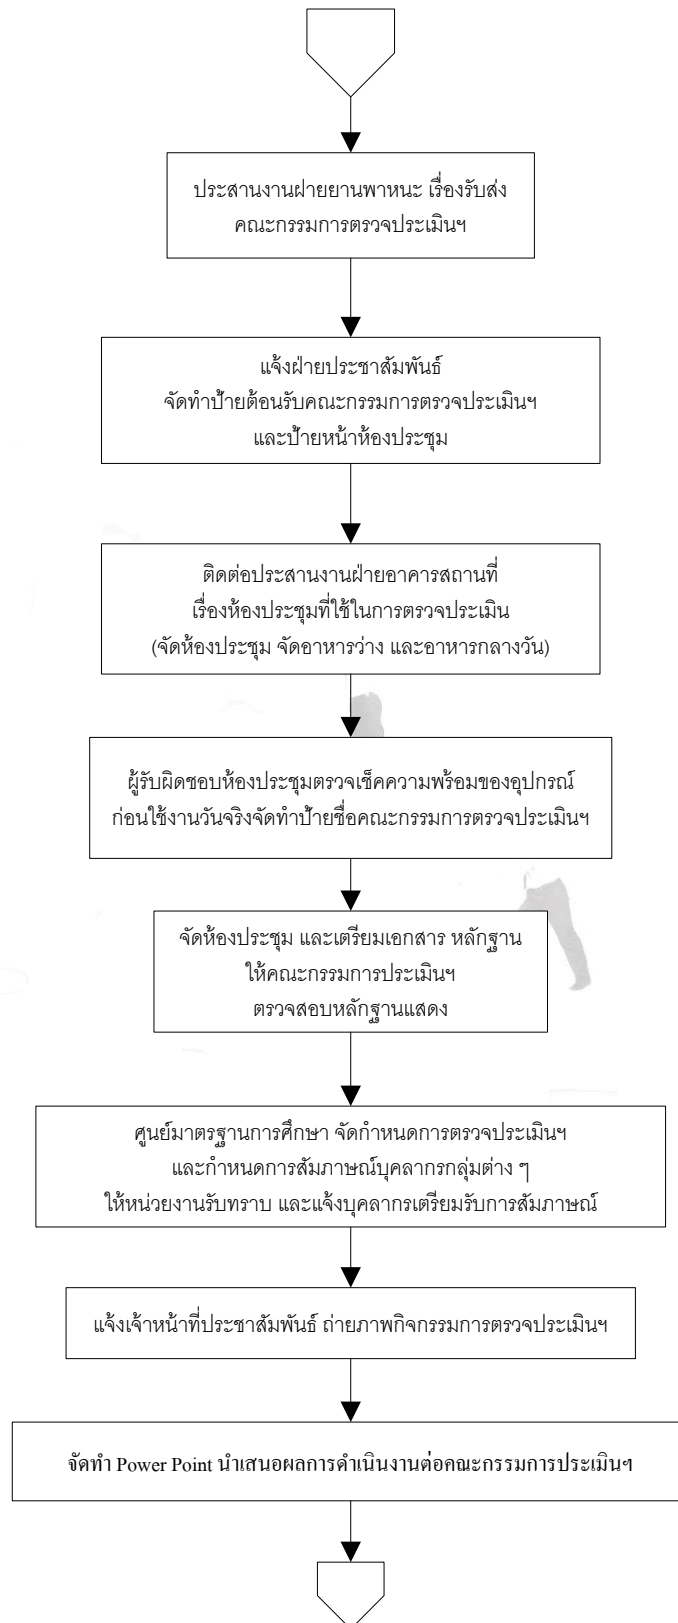 ประสานงานฝ่ายยานพาหนะ เรื่องรับส่ง
คณะกรรมการตรวจประเมินฯ
แจ้งฝ่ายประชาสัมพันธ์
จัดทำป้ายต้อนรับคณะกรรมการตรวจประเมินฯ
และป้ายหน้าห้องประชุม
ติดต่อประสานงานฝ่ายอาคารสถานที่
เรื่องห้องประชุมที่ใช้ในการตรวจประเมิน
(จัดห้องประชุม จัดอาหารว่าง และอาหารกลางวัน)
ผู้รับผิดชอบห้องประชุมตรวจเช็คความพร้อมของอุปกรณ์
ก่อนใช้งานวันจริงจัดทำป้ายชื่อคณะกรรมการตรวจประเมินฯ
จัดห้องประชุม และเตรียมเอกสาร หลักฐาน
ให้คณะกรรมการประเมินฯ
ตรวจสอบหลักฐานแสดง
ศูนย์มาตรฐานการศึกษา จัดกำหนดการตรวจประเมินฯ
และกำหนดการสัมภาษณ์บุคลากรกลุ่มต่าง ๆ
ให้หน่วยงานรับทราบ และแจ้งบุคลากรเตรียมรับการสัมภาษณ์
แจ้งเจ้าหน้าที่ประชาสัมพันธ์ ถ่ายภาพกิจกรรมการตรวจประเมินฯ
จัดทำ Power Point นำเสนอผลการดำเนินงานต่อคณะกรรมการประเมินฯ